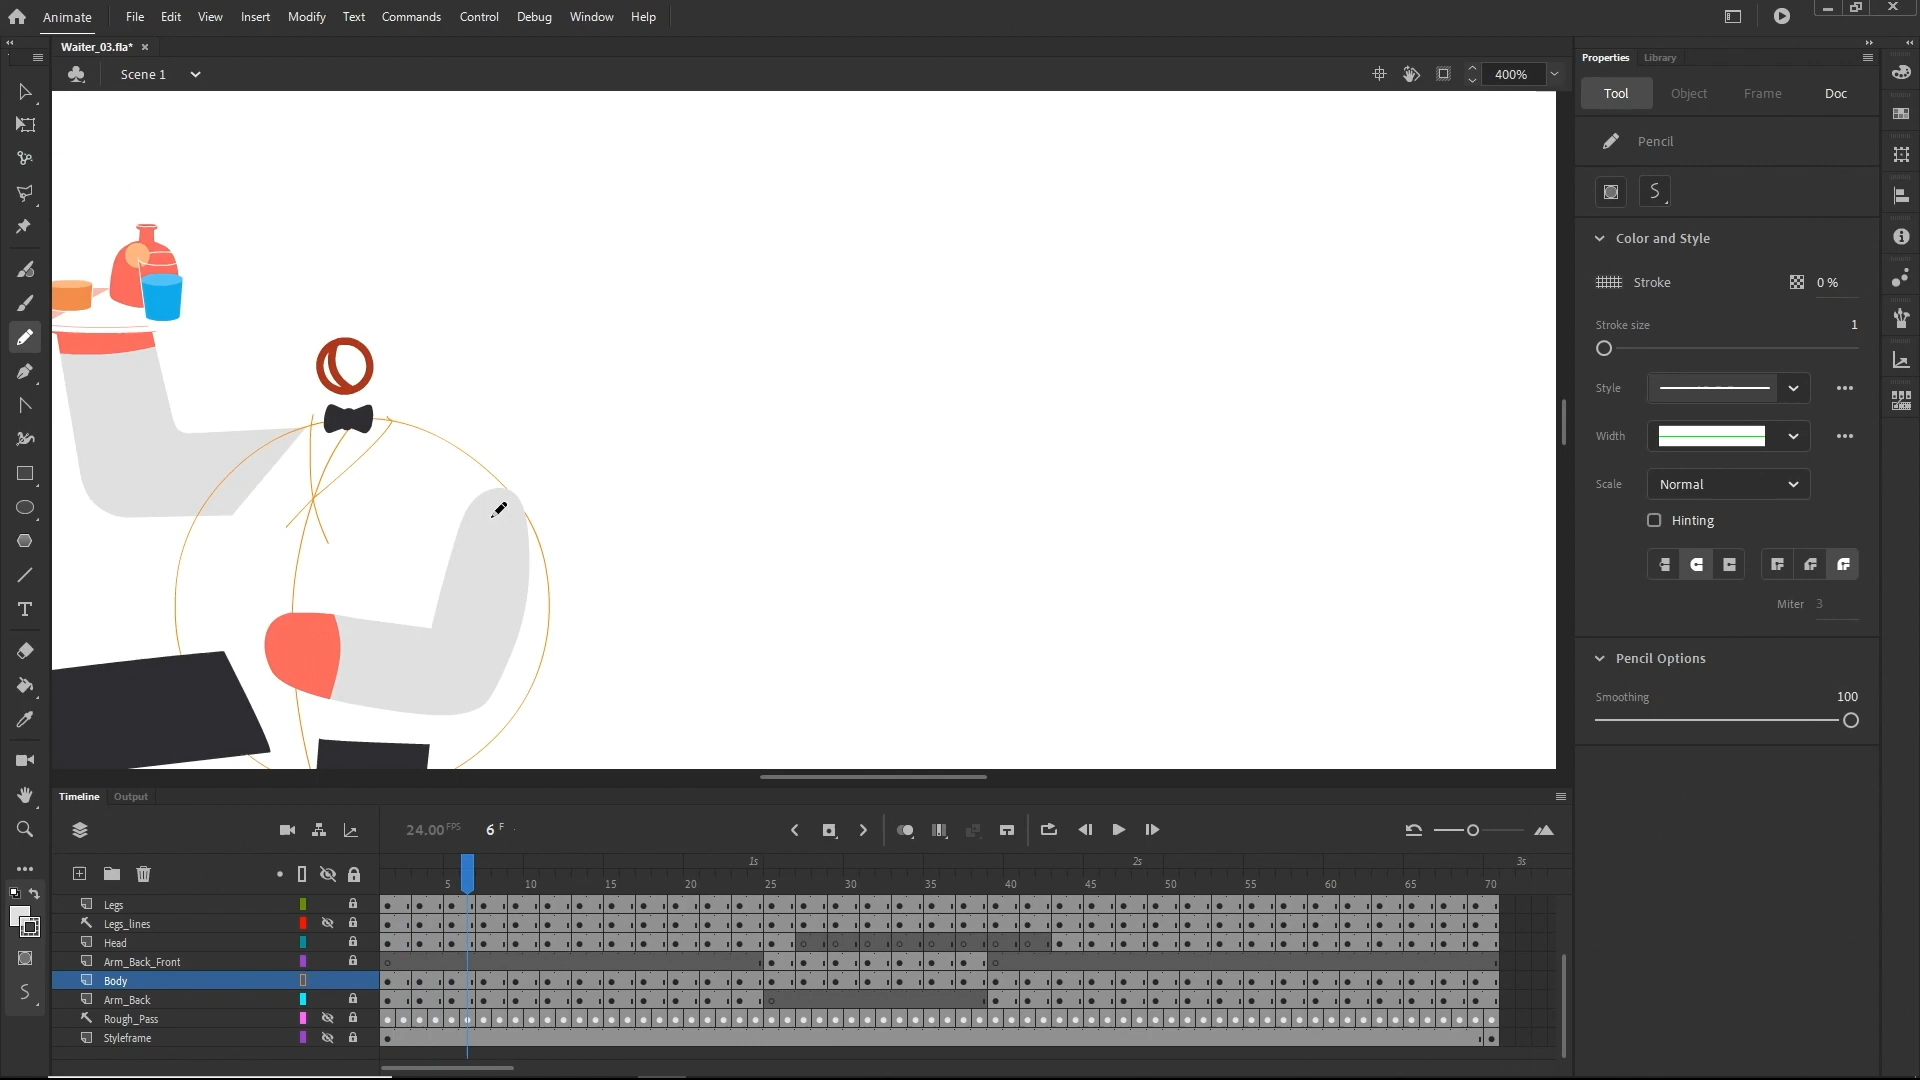 Animate File Edit View Insert Modify Text Commands Control Debug Window Help
Waiter_03.fla*
Scene 1
400%
Properties Library
Tool Object Frame Doc
Pencil
Color and Style
Stroke 0 %
Stroke size 1
Style
Width
Scale Normal
Hinting
Miter 3
Pencil Options
Smoothing 100
Timeline Output
24.00 FPS 6 F
1s 2s 3s
5 10 15 20 25 30 35 40 45 50 55 60 65 70
Legs
Legs_lines
Head
Arm_Back_Front
Body
Arm_Back
Rough_Pass
Styleframe